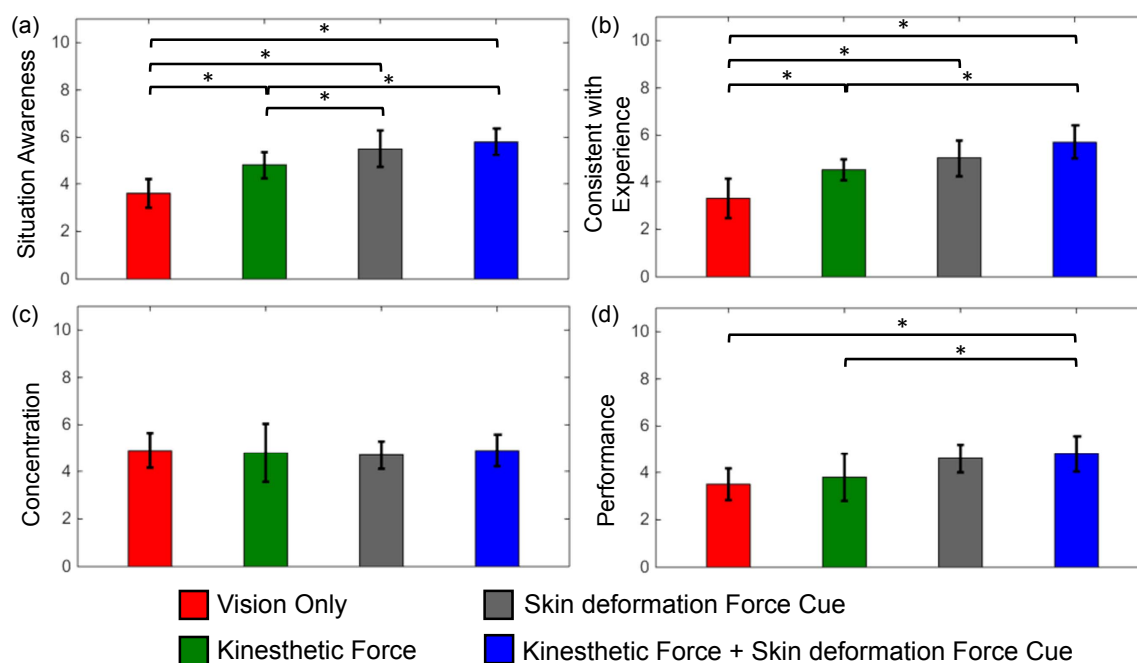 (a)
Situation Awareness
10
8
6
4
2
0
*
*
*
*
*
(b)
Consistent with
Experience
10
8
6
4
2
0
*
*
*
*
(c)
Concentration
10
8
6
4
2
0
(d)
Performance
10
8
6
4
2
0
*
*
Vision Only
Skin deformation Force Cue
Kinesthetic Force
Kinesthetic Force + Skin deformation Force Cue